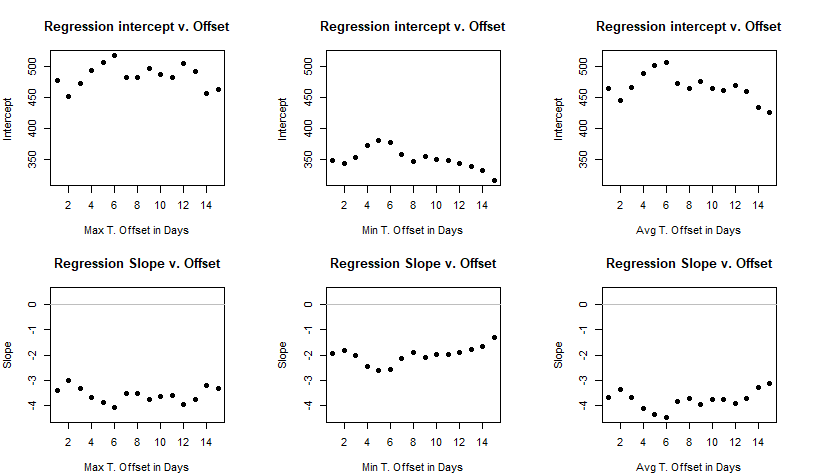 Regression intercept v. Offset
Intercept
500
450
400
350
2 4 6 8 10 12 14
Max T. Offset in Days
Regression intercept v. Offset
Intercept
500
450
400
350
2 4 6 8 10 12 14
Min T. Offset in Days
Regression intercept v. Offset
Intercept
500
450
400
350
2 4 6 8 10 12 14
Avg T. Offset in Days
Regression Slope v. Offset
Slope
0
-1
-2
-3
-4
2 4 6 8 10 12 14
Max T. Offset in Days
Regression Slope v. Offset
Slope
0
-1
-2
-3
-4
2 4 6 8 10 12 14
Min T. Offset in Days
Regression Slope v. Offset
Slope
0
-1
-2
-3
-4
2 4 6 8 10 12 14
Avg T. Offset in Days